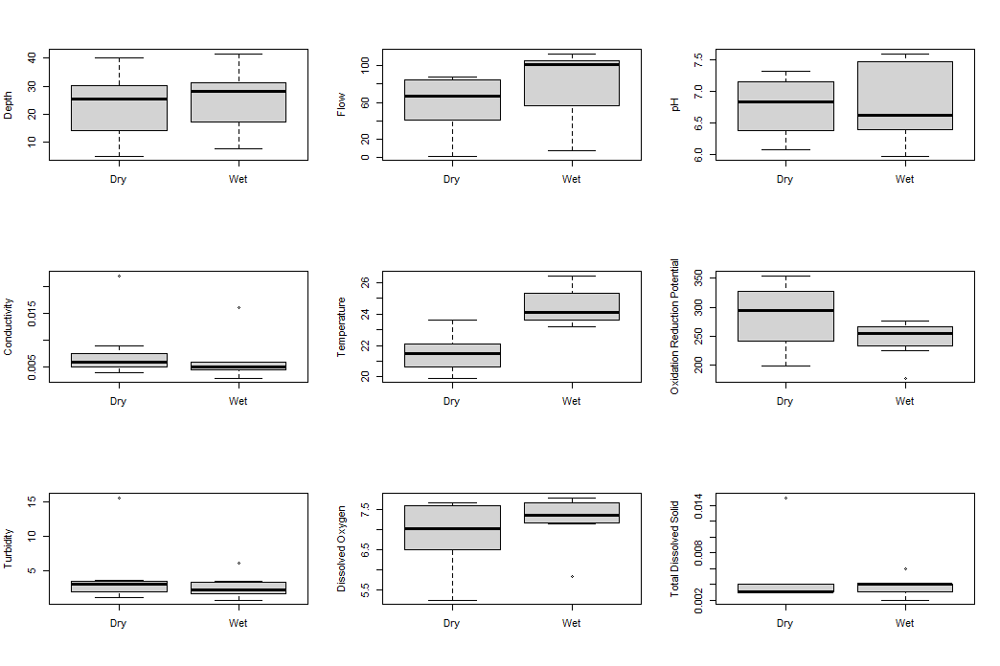 Depth
40
30
20
10
Dry Wet
Flow
100
60
20
0
Dry Wet
pH
7.5
7.0
6.5
6.0
Dry Wet
Conductivity
0.015
0.005
Dry Wet
Temperature
26
24
22
20
Dry Wet
Oxidation Reduction Potential
350
300
250
200
Dry Wet
Turbidity
15
10
5
Dry Wet
Dissolved Oxygen
7.5
6.5
5.5
Dry Wet
Total Dissolved Solid
0.014
0.008
0.002
Dry Wet